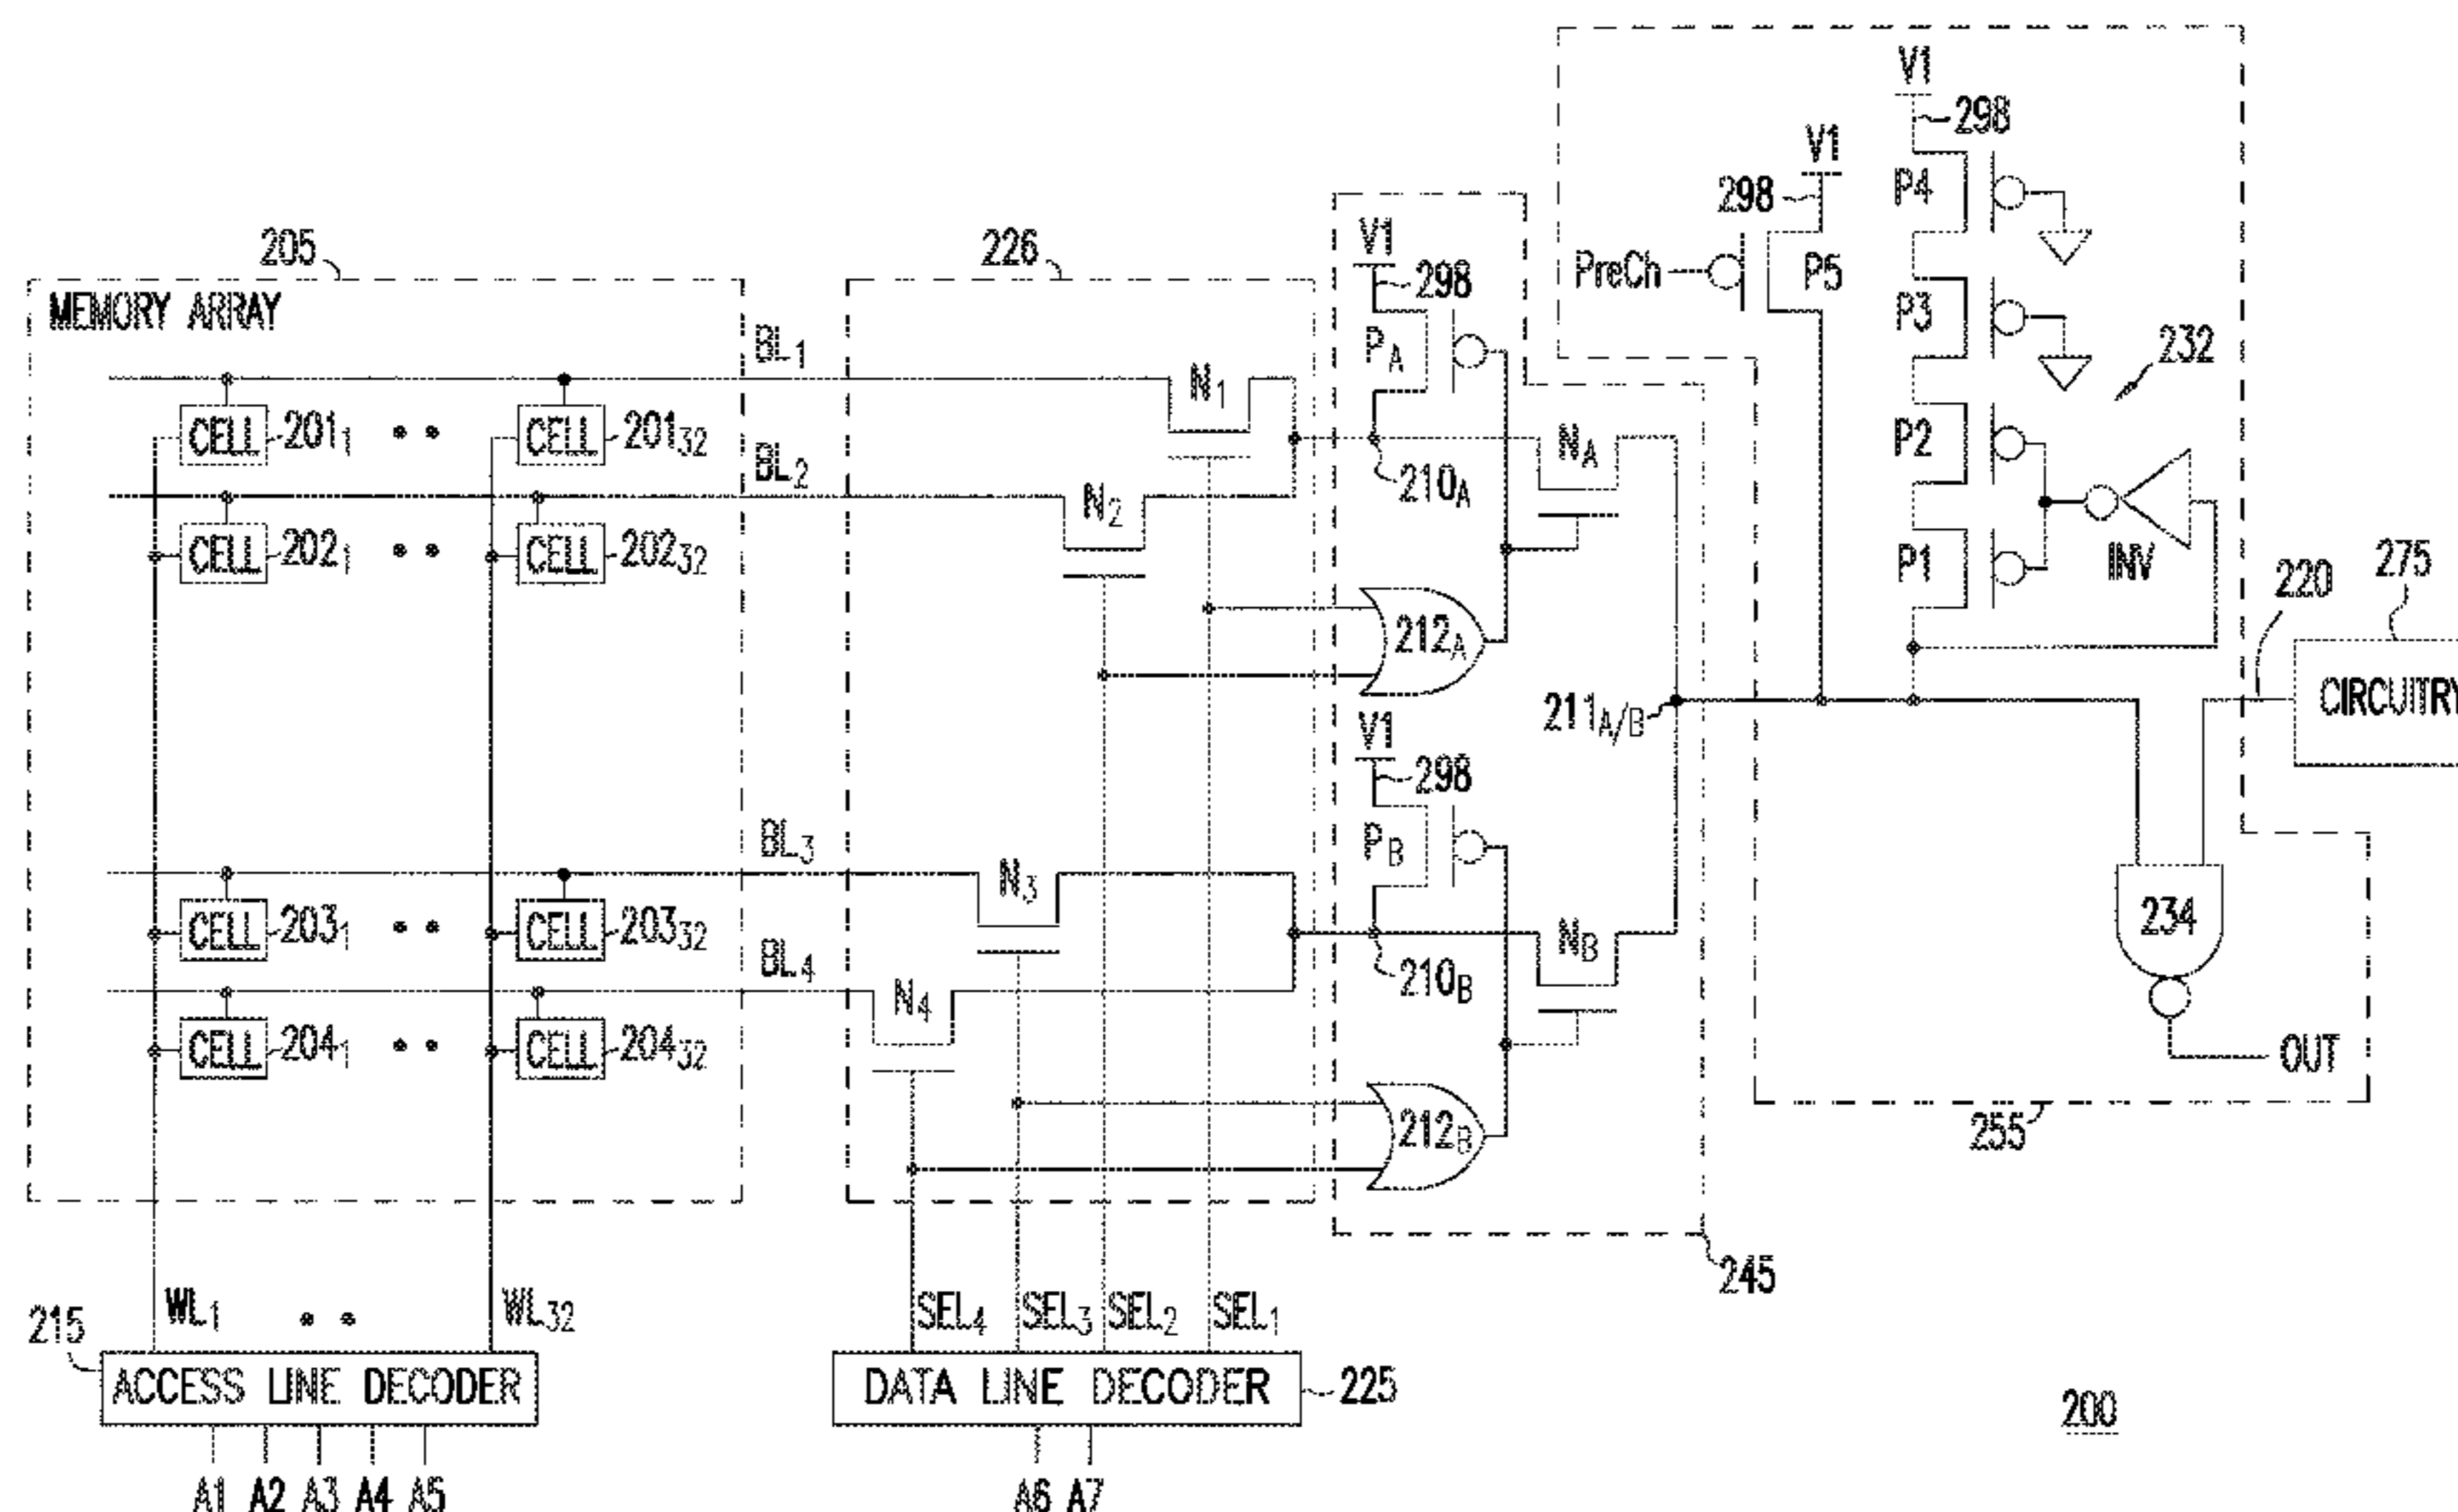 V1
298
V1
298
P4
PreCh
P5
P3
232
P2
P1
INV
220
275
CIRCUITRY
205
226
MEMORY ARRAY
BL1
N1
V1
298
PA
NA
210A
CELL 2011
CELL 20132
BL2
N2
CELL 2021
CELL 20232
212A
211A/B
V1
298
PB
NB
210B
BL3
N3
CELL 2031
CELL 20332
BL4
N4
CELL 2041
CELL 20432
212B
234
OUT
255
245
WL1
WL32
SEL4 SEL3 SEL2 SEL1
215
ACCESS LINE DECODER
DATA LINE DECODER
225
200
A1 A2 A3 A4 A5
A6 A7